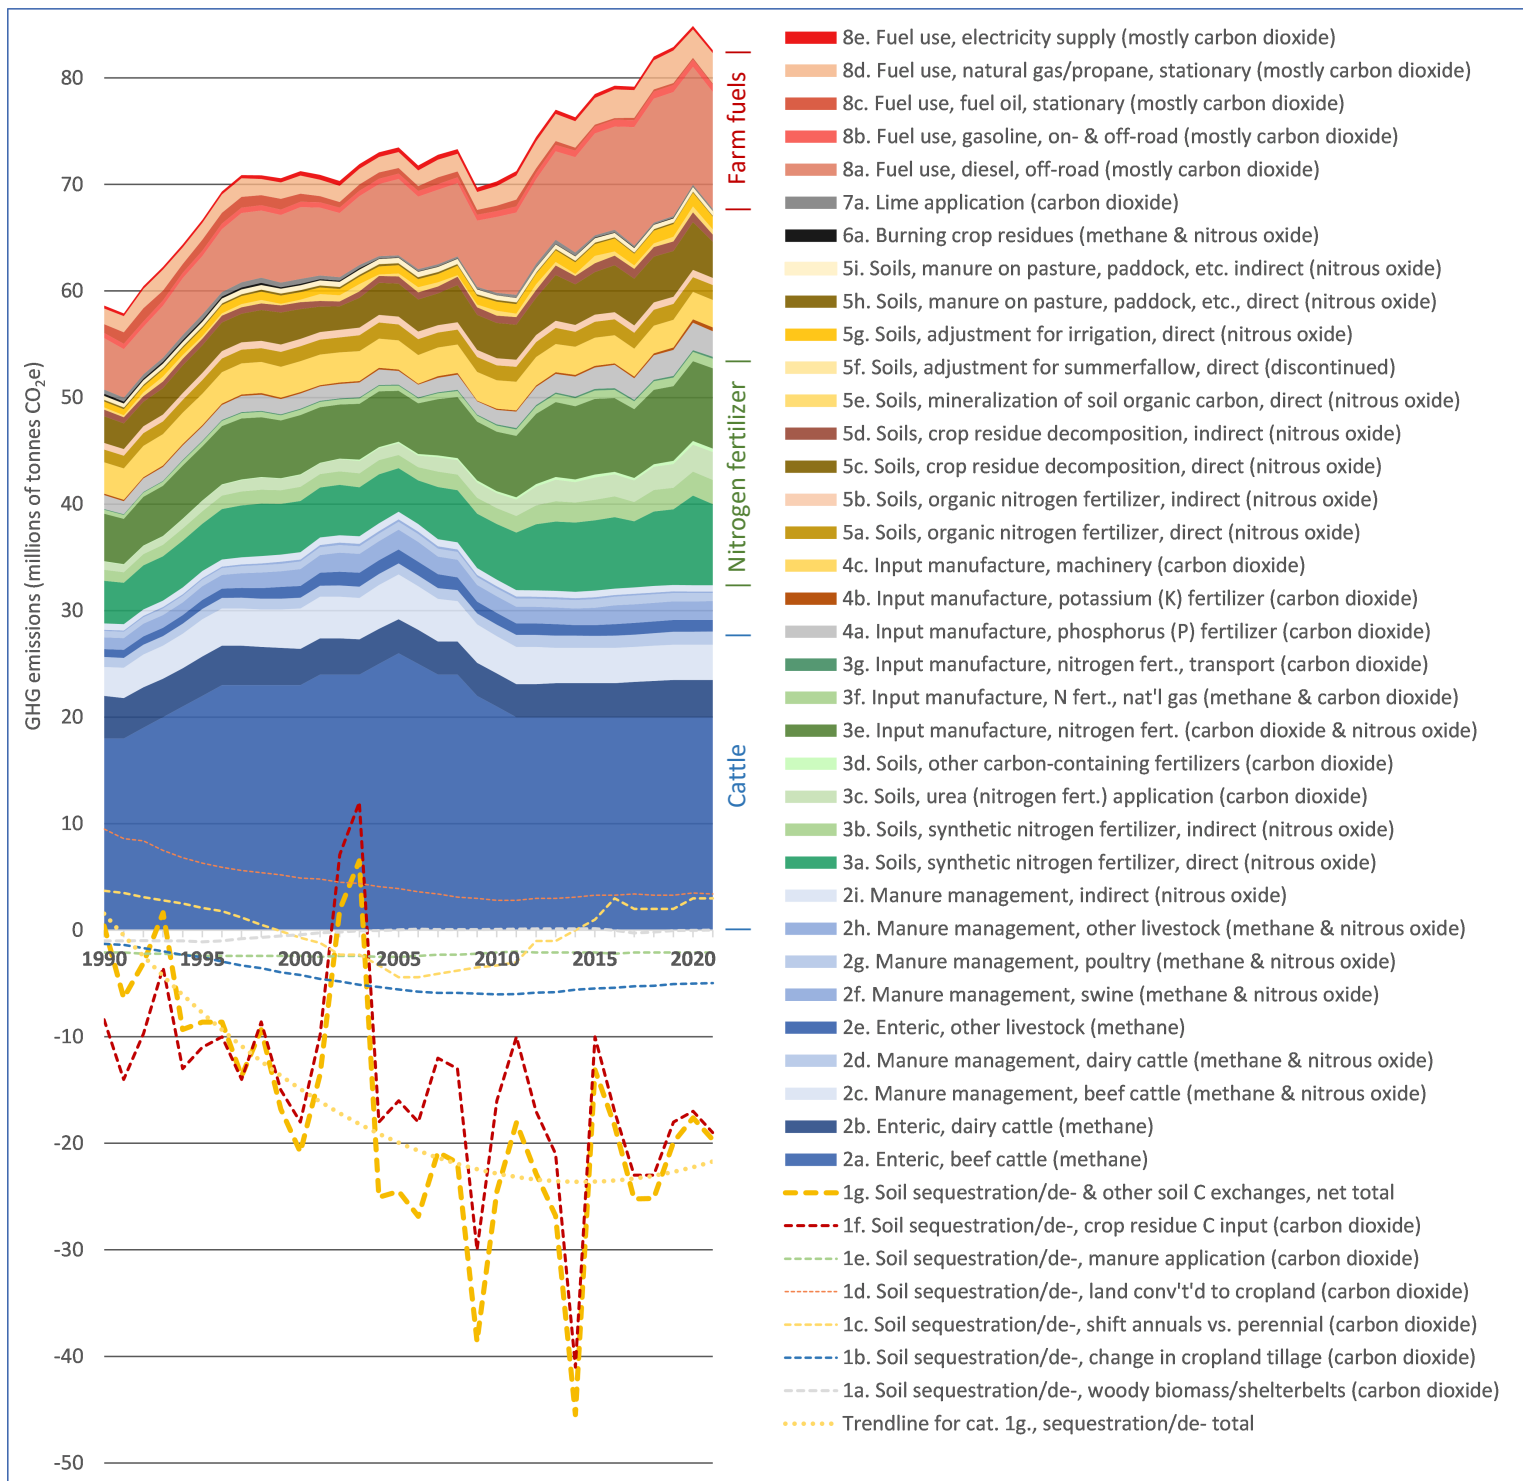 80
70
60
50
40
30
20
10
0
-10
-20
-30
-40
-50
GHG emissions (millions of tonnes CO₂e)
1990
1995
2000
2005
2010
2015
2020
Farm fuels
Nitrogen fertilizer
Cattle
8e. Fuel use, electricity supply (mostly carbon dioxide)
8d. Fuel use, natural gas/propane, stationary (mostly carbon dioxide)
8c. Fuel use, fuel oil, stationary (mostly carbon dioxide)
8b. Fuel use, gasoline, on- & off-road (mostly carbon dioxide)
8a. Fuel use, diesel, off-road (mostly carbon dioxide)
7a. Lime application (carbon dioxide)
6a. Burning crop residues (methane & nitrous oxide)
5i. Soils, manure on pasture, paddock, etc. indirect (nitrous oxide)
5h. Soils, manure on pasture, paddock, etc., direct (nitrous oxide)
5g. Soils, adjustment for irrigation, direct (nitrous oxide)
5f. Soils, adjustment for summerfallow, direct (discontinued)
5e. Soils, mineralization of soil organic carbon, direct (nitrous oxide)
5d. Soils, crop residue decomposition, indirect (nitrous oxide)
5c. Soils, crop residue decomposition, direct (nitrous oxide)
5b. Soils, organic nitrogen fertilizer, indirect (nitrous oxide)
5a. Soils, organic nitrogen fertilizer, direct (nitrous oxide)
4c. Input manufacture, machinery (carbon dioxide)
4b. Input manufacture, potassium (K) fertilizer (carbon dioxide)
4a. Input manufacture, phosphorus (P) fertilizer (carbon dioxide)
3g. Input manufacture, nitrogen fert., transport (carbon dioxide)
3f. Input manufacture, N fert., nat'l gas (methane & carbon dioxide)
3e. Input manufacture, nitrogen fert. (carbon dioxide & nitrous oxide)
3d. Soils, other carbon-containing fertilizers (carbon dioxide)
3c. Soils, urea (nitrogen fert.) application (carbon dioxide)
3b. Soils, synthetic nitrogen fertilizer, indirect (nitrous oxide)
3a. Soils, synthetic nitrogen fertilizer, direct (nitrous oxide)
2i. Manure management, indirect (nitrous oxide)
2h. Manure management, other livestock (methane & nitrous oxide)
2g. Manure management, poultry (methane & nitrous oxide)
2f. Manure management, swine (methane & nitrous oxide)
2e. Enteric, other livestock (methane)
2d. Manure management, dairy cattle (methane & nitrous oxide)
2c. Manure management, beef cattle (methane & nitrous oxide)
2b. Enteric, dairy cattle (methane)
2a. Enteric, beef cattle (methane)
1g. Soil sequestration/de- & other soil C exchanges, net total
1f. Soil sequestration/de-, crop residue C input (carbon dioxide)
1e. Soil sequestration/de-, manure application (carbon dioxide)
1d. Soil sequestration/de-, land conv't'd to cropland (carbon dioxide)
1c. Soil sequestration/de-, shift annuals vs. perennial (carbon dioxide)
1b. Soil sequestration/de-, change in cropland tillage (carbon dioxide)
1a. Soil sequestration/de-, woody biomass/shelterbelts (carbon dioxide)
Trendline for cat. 1g., sequestration/de- total